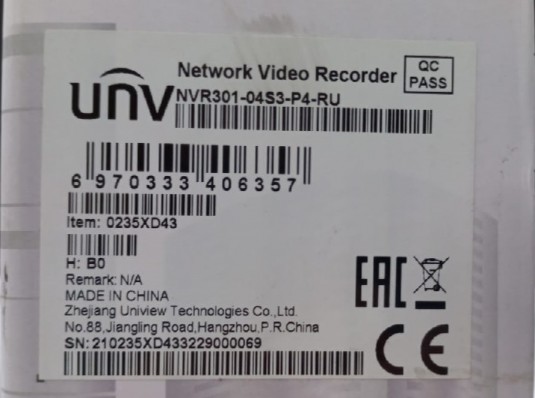 unv
Network Video Recorder
QC
PASS
NVR301-04S3-P4-RU
6 970333 406357
Item: 0235XD43
H: B0
Remark: N/A
MADE IN CHINA
Zhejiang Uniview Technologies Co.,Ltd.
No.88,Jiangling Road,Hangzhou,P.R.China
SN: 210235XD433229000069
EAC
CE